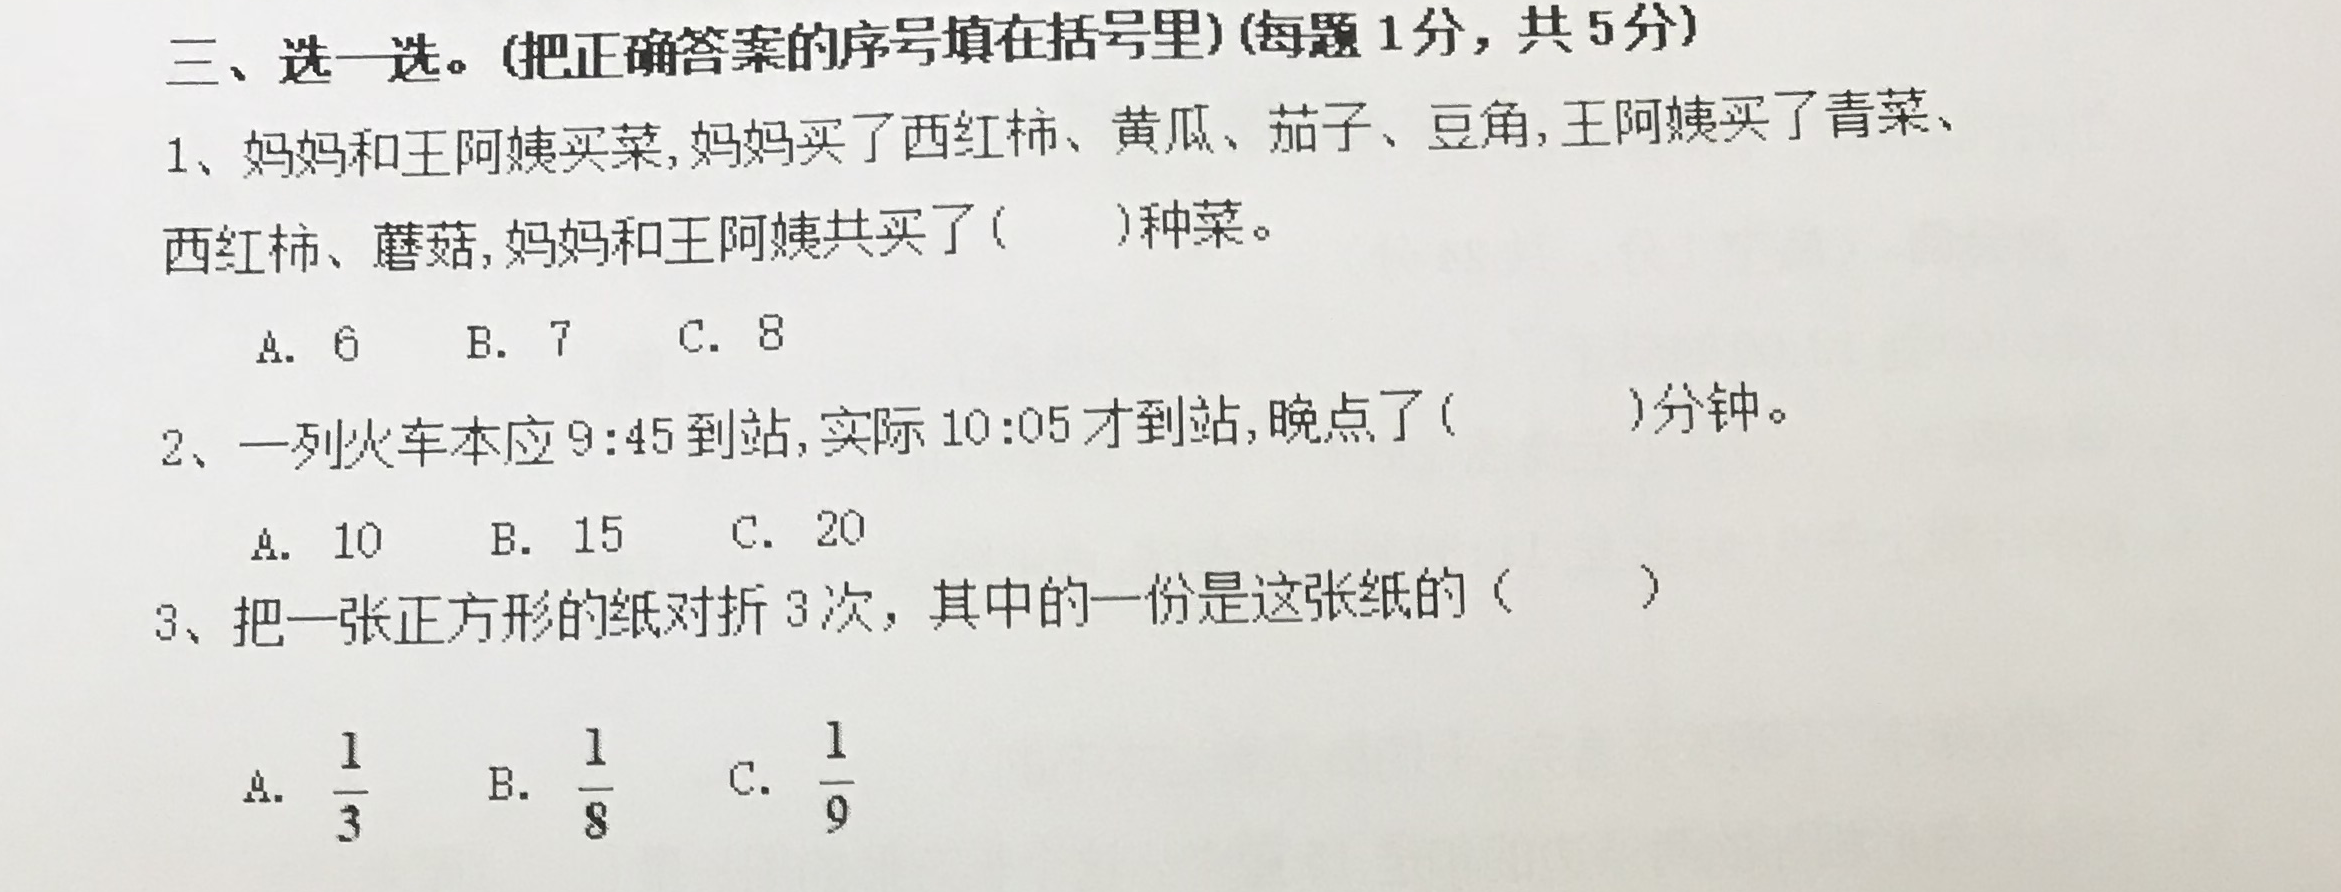 三、选一选。(把正确答案的序号填在括号里)(每题1分，共5分)
1、妈妈和王阿姨买菜,妈妈买了西红柿、黄瓜、茄子、豆角,王阿姨买了青菜、
西红柿、蘑菇,妈妈和王阿姨共买了(    )种菜。
A. 6    B. 7    C. 8
2、一列火车本应9:45到站,实际10:05才到站,晚点了(    )分钟。
A. 10    B. 15    C. 20
3、把一张正方形的纸对折3次，其中的一份是这张纸的（    ）
A. 1/3    B. 1/8    C. 1/9